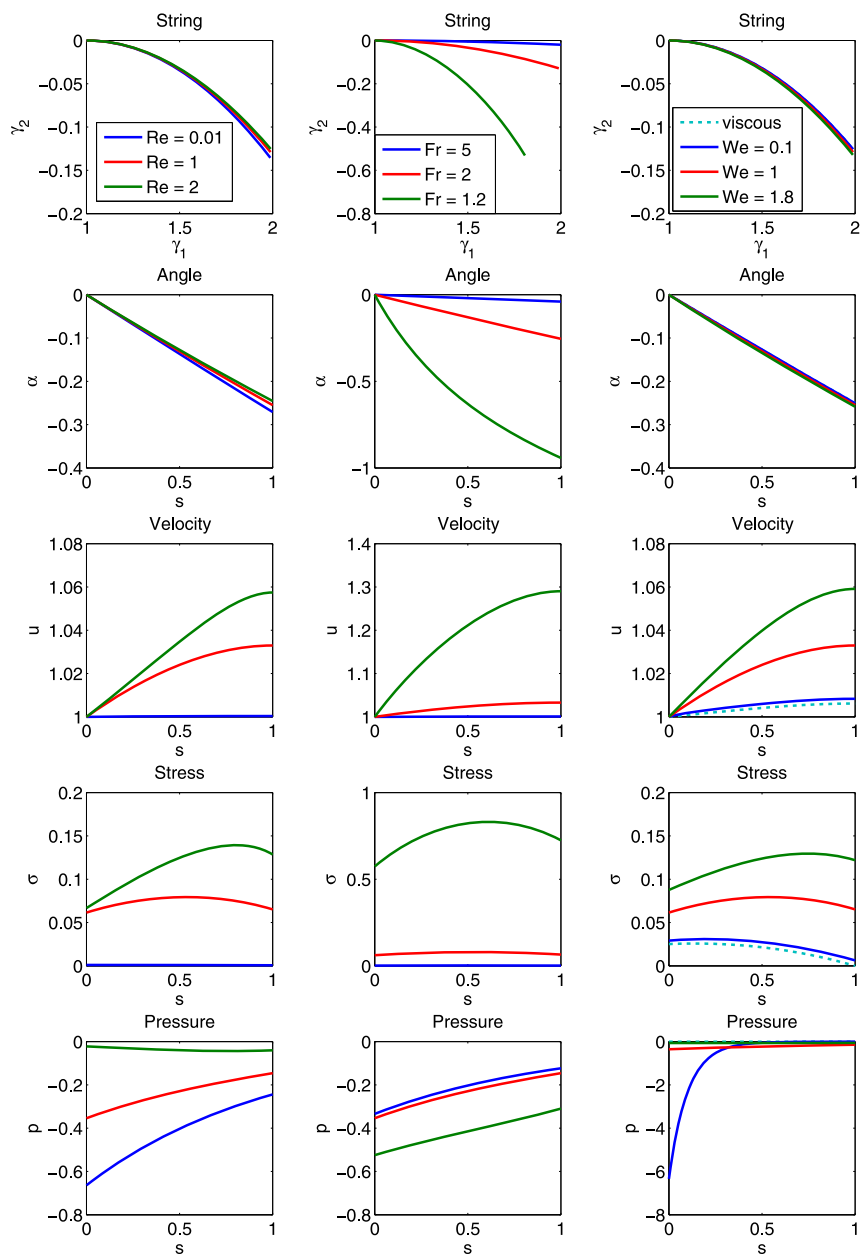 String String String
0 0 0
−0.05 −0.2 −0.05
γ2 −0.1 γ2 −0.4 γ2 −0.1
−0.15 −0.6 −0.15
−0.2 −0.8 −0.2
Re = 0.01
Re = 1
Re = 2
Fr = 5
Fr = 2
Fr = 1.2
viscous
We = 0.1
We = 1
We = 1.8
1 1.5 2 1 1.5 2 1 1.5 2
γ1 γ1 γ1
Angle Angle Angle
0 0 0
−0.1 −0.1
α −0.2 α −0.5 α −0.2
−0.3 −0.3
−0.4 −1 −0.4
0 0.5 1 0 0.5 1 0 0.5 1
s s s
Velocity Velocity Velocity
1.08 1.4 1.08
1.06 1.3 1.06
u 1.04 u 1.2 u 1.04
1.02 1.1 1.02
1 1 1
0 0.5 1 0 0.5 1 0 0.5 1
s s s
Stress Stress Stress
0.2 1 0.2
0.15 0.15
σ 0.1 σ 0.5 σ 0.1
0.05 0.05
0 0 0
0 0.5 1 0 0.5 1 0 0.5 1
s s s
Pressure Pressure Pressure
0 0 0
−0.2 −0.2 −2
p −0.4 p −0.4 p −4
−0.6 −0.6 −6
−0.8 −0.8 −8
0 0.5 1 0 0.5 1 0 0.5 1
s s s